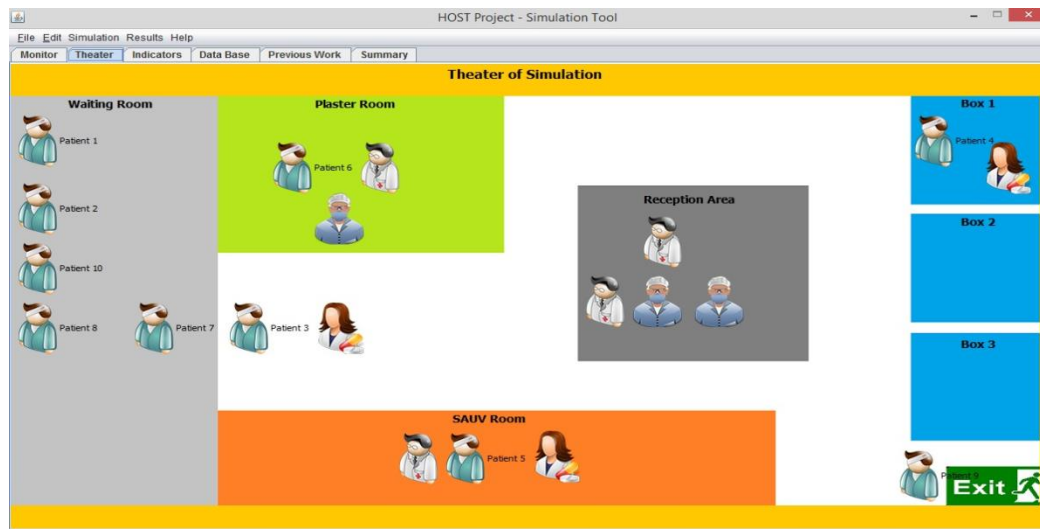 HOST Project - Simulation Tool
File Edit Simulation Results Help
Monitor Theater Indicators Data Base Previous Work Summary
Theater of Simulation
Waiting Room
Patient 1
Patient 2
Patient 10
Patient 8
Patient 7
Plaster Room
Patient 6
Patient 3
Reception Area
SAUV Room
Patient 5
Box 1
Patient 4
Box 2
Box 3
Patient 9
Exit